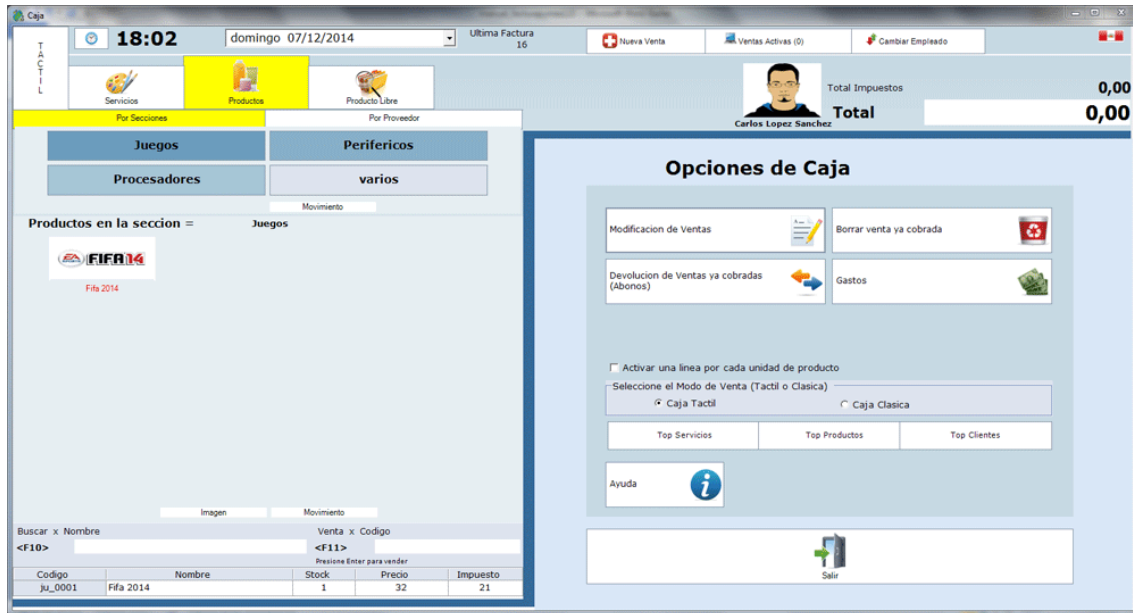 Caja
TACTIL
18:02
domingo 07/12/2014
Ultima Factura
16
Nueva Venta
Ventas Activas (0)
Cambiar Empleado
Servicios
Productos
Producto Libre
Por Secciones
Por Proveedor
Carlos Lopez Sanchez
Total Impuestos
0,00
Total
0,00
Juegos
Perifericos
Procesadores
varios
Movimiento
Productos en la seccion = Juegos
EA FIFA 14
Fifa 2014
Imagen
Movimiento
Buscar x Nombre
Venta x Codigo
<F10>
<F11>
Presione Enter para vender
Codigo Nombre Stock Precio Impuesto
ju_0001 Fifa 2014 1 32 21
Opciones de Caja
Modificacion de Ventas
Borrar venta ya cobrada
Devolucion de Ventas ya cobradas
(Abonos)
Gastos
Activar una linea por cada unidad de producto
Seleccione el Modo de Venta (Tactil o Clasica)
Caja Tactil
Caja Clasica
Top Servicios
Top Productos
Top Clientes
Ayuda
Salir